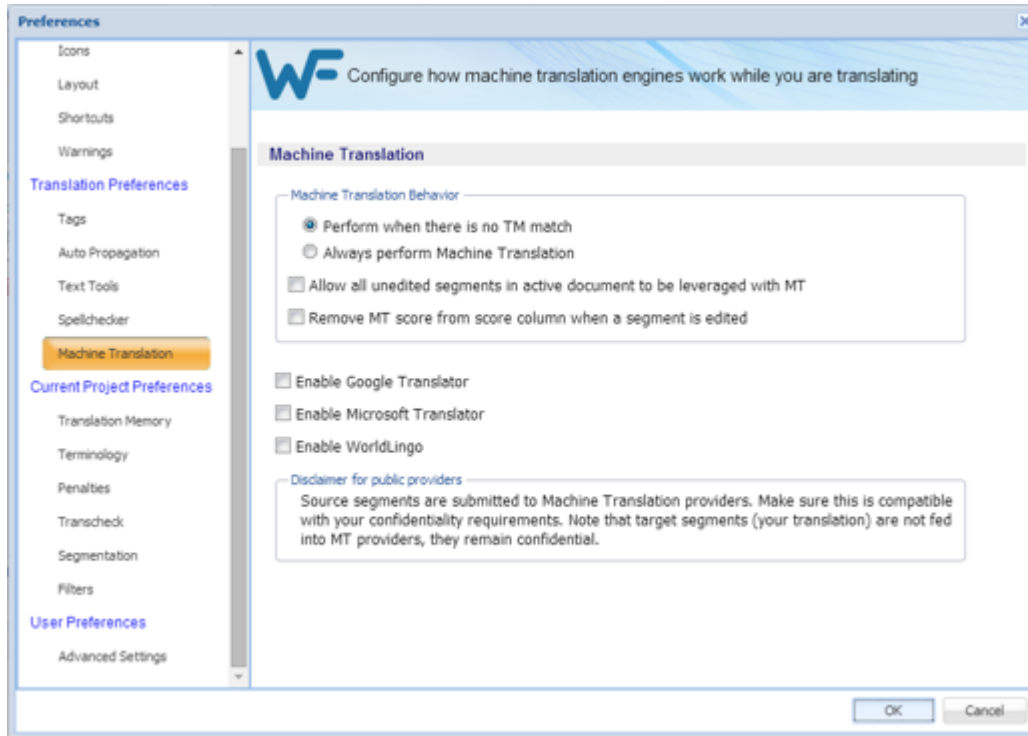 Preferences
Icons
Layout
Shortcuts
Warnings
Translation Preferences
Tags
Auto Propagation
Text Tools
Spellchecker
Machine Translation
Current Project Preferences
Translation Memory
Terminology
Penalties
Transcheck
Segmentation
Filters
User Preferences
Advanced Settings
WF
Configure how machine translation engines work while you are translating
Machine Translation
Machine Translation Behavior
Perform when there is no TM match
Always perform Machine Translation
Allow all unedited segments in active document to be leveraged with MT
Remove MT score from score column when a segment is edited
Enable Google Translator
Enable Microsoft Translator
Enable WorldLingo
Disclaimer for public providers
Source segments are submitted to Machine Translation providers. Make sure this is compatible
with your confidentiality requirements. Note that target segments (your translation) are not fed
into MT providers, they remain confidential.
OK
Cancel